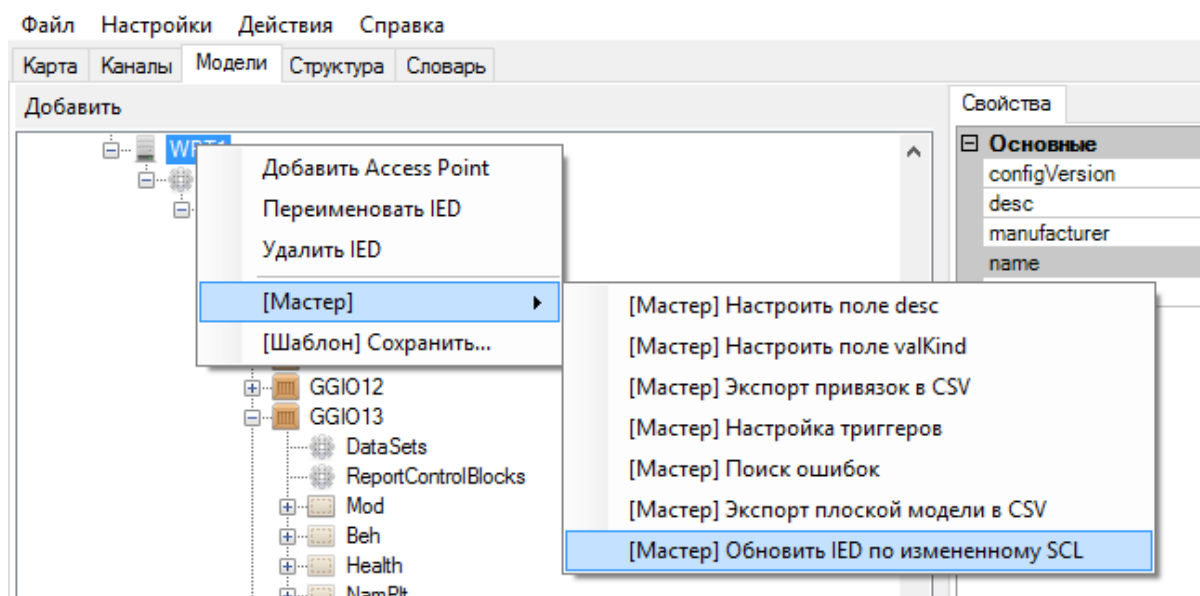 Файл Настройки Действия Справка
Карта Каналы Модели Структура Словарь
Добавить
Свойства
Основные
configVersion
desc
manufacturer
name
Добавить Access Point
Переименовать IED
Удалить IED
[Мастер]
[Шаблон] Сохранить...
[Мастер] Настроить поле desc
[Мастер] Настроить поле valKind
[Мастер] Экспорт привязок в CSV
[Мастер] Настройка триггеров
[Мастер] Поиск ошибок
[Мастер] Экспорт плоской модели в CSV
[Мастер] Обновить IED по измененному SCL
GGIO12
GGIO13
DataSets
ReportControlBlocks
Mod
Beh
Health
NamPlt